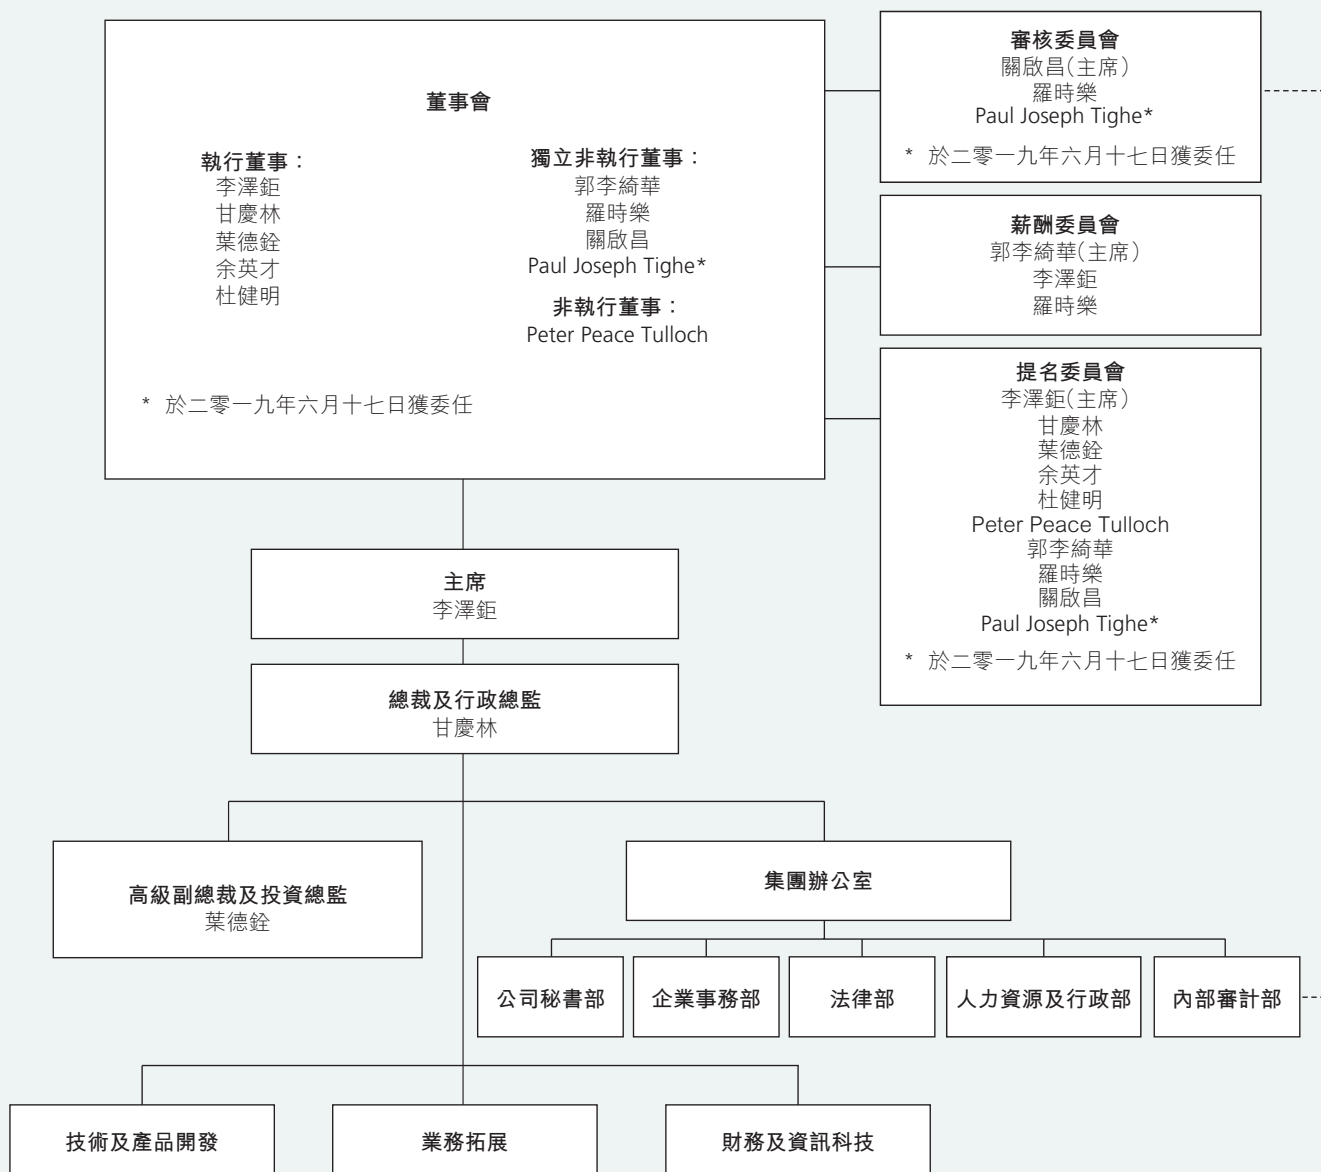 董事會
執行董事：
李澤鉅
甘慶林
葉德銓
余英才
杜健明
獨立非執行董事：
郭李綺華
羅時樂
關啟昌
Paul Joseph Tighe*
非執行董事：
Peter Peace Tulloch
* 於二零一九年六月十七日獲委任
審核委員會
關啟昌(主席)
羅時樂
Paul Joseph Tighe*
* 於二零一九年六月十七日獲委任
薪酬委員會
郭李綺華(主席)
李澤鉅
羅時樂
提名委員會
李澤鉅(主席)
甘慶林
葉德銓
余英才
杜健明
Peter Peace Tulloch
郭李綺華
羅時樂
關啟昌
Paul Joseph Tighe*
* 於二零一九年六月十七日獲委任
主席
李澤鉅
總裁及行政總監
甘慶林
高級副總裁及投資總監
葉德銓
集團辦公室
公司秘書部
企業事務部
法律部
人力資源及行政部
內部審計部
技術及產品開發
業務拓展
財務及資訊科技